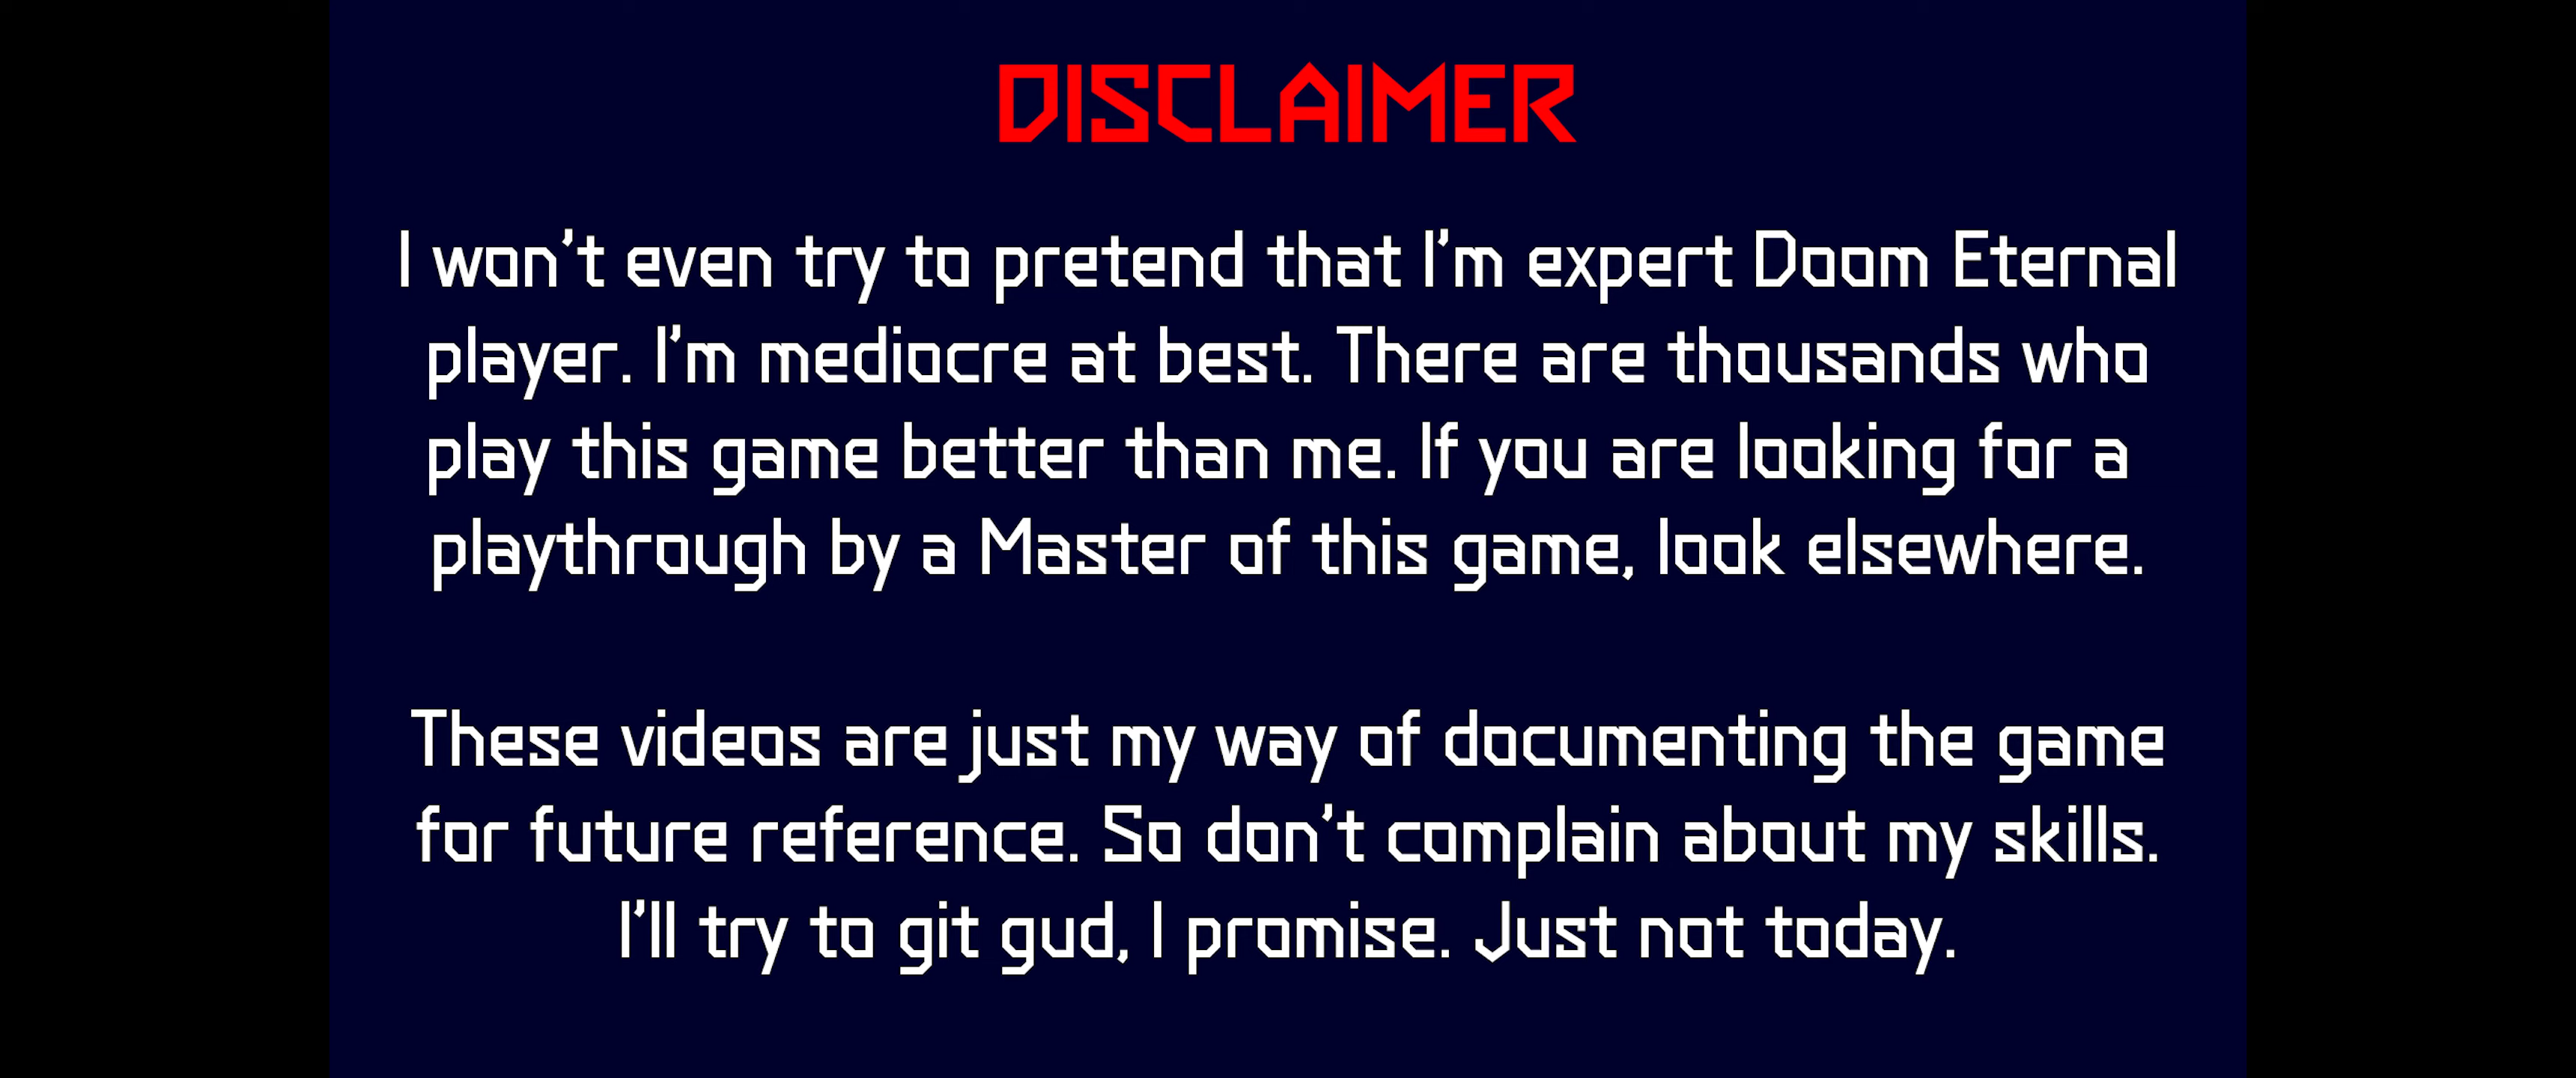 DISCLAIMER
I won't even try to pretend that I'm expert Doom Eternal
player. I'm mediocre at best. There are thousands who
play this game better than me. If you are looking for a
playthrough by a Master of this game, look elsewhere.
These videos are just my way of documenting the game
for future reference. So don't complain about my skills.
I'll try to git gud, I promise. Just not today.